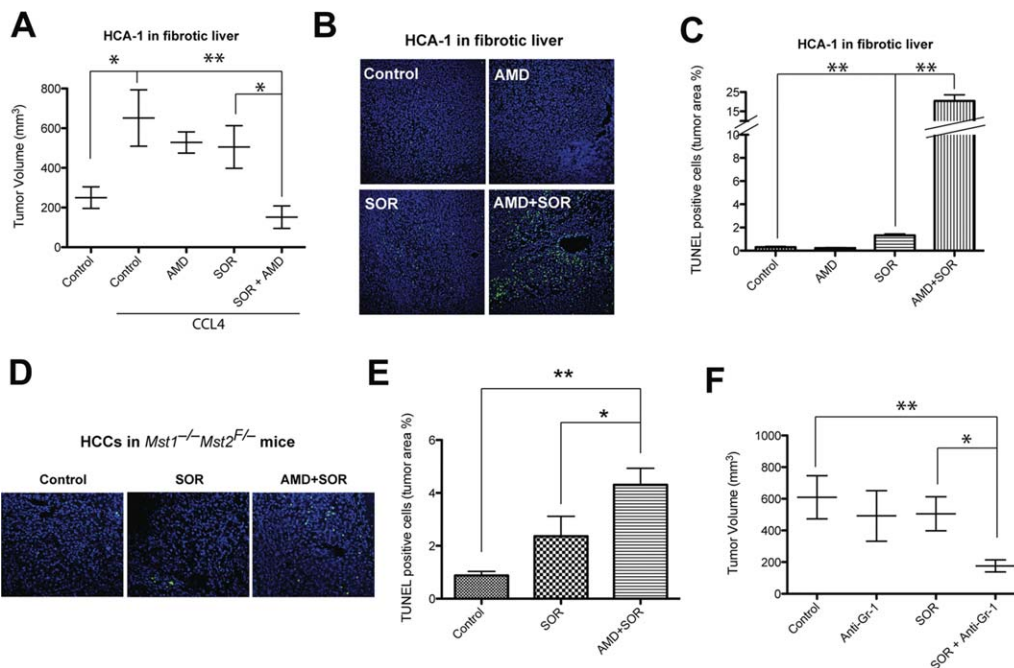 A
HCA-1 in fibrotic liver
*
**
*
Tumor Volume (mm³)
800
600
400
200
0
Control
Control
AMD
SOR
SOR + AMD
CCL4
B
HCA-1 in fibrotic liver
Control
AMD
SOR
AMD+SOR
C
HCA-1 in fibrotic liver
**
**
TUNEL positive cells (tumor area %)
25
15
10
8
6
4
2
0
Control
AMD
SOR
AMD+SOR
D
HCCs in Mst1⁻/⁻Mst2F/⁻ mice
Control
SOR
AMD+SOR
E
**
*
TUNEL positive cells (tumor area %)
6
4
2
0
Control
SOR
AMD+SOR
F
**
*
Tumor Volume (mm³)
1000
800
600
400
200
0
Control
Anti-Gr-1
SOR
SOR + Anti-Gr-1